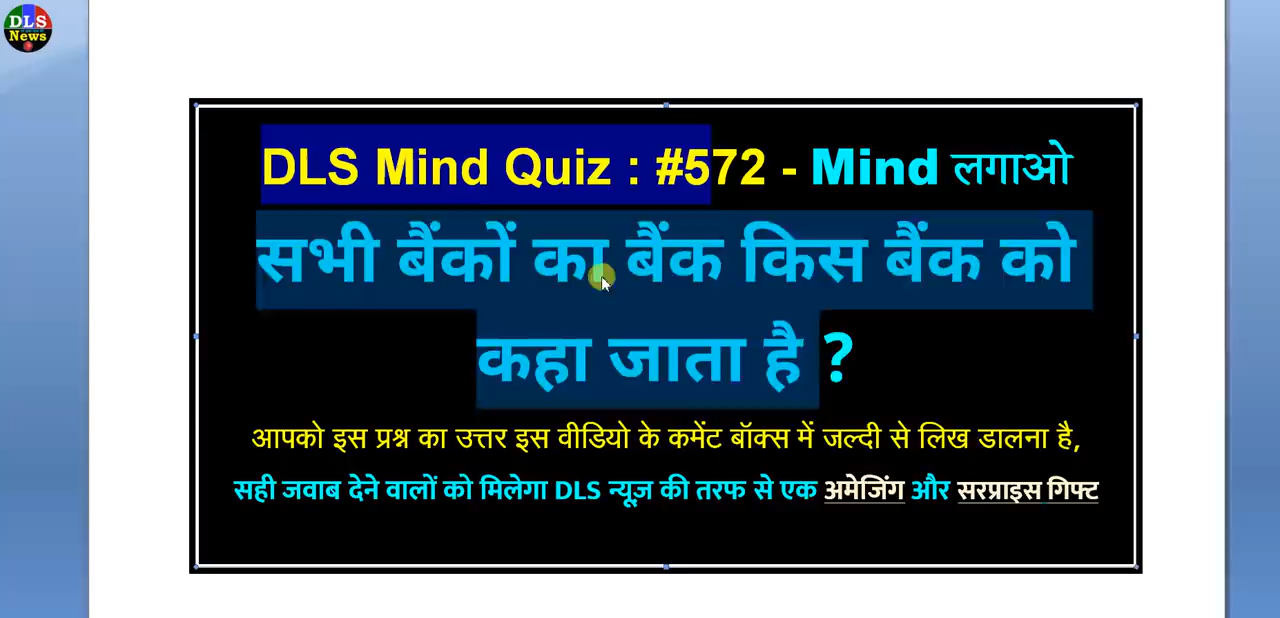 DLS
News
DLS Mind Quiz : #572 - Mind लगाओ
सभी बैंकों का बैंक किस बैंक को
कहा जाता है ?
आपको इस प्रश्न का उत्तर इस वीडियो के कमेंट बॉक्स में जल्दी से लिख डालना है,
सही जवाब देने वालों को मिलेगा DLS न्यूज़ की तरफ से एक अमेजिंग और सरप्राइस गिफ्ट